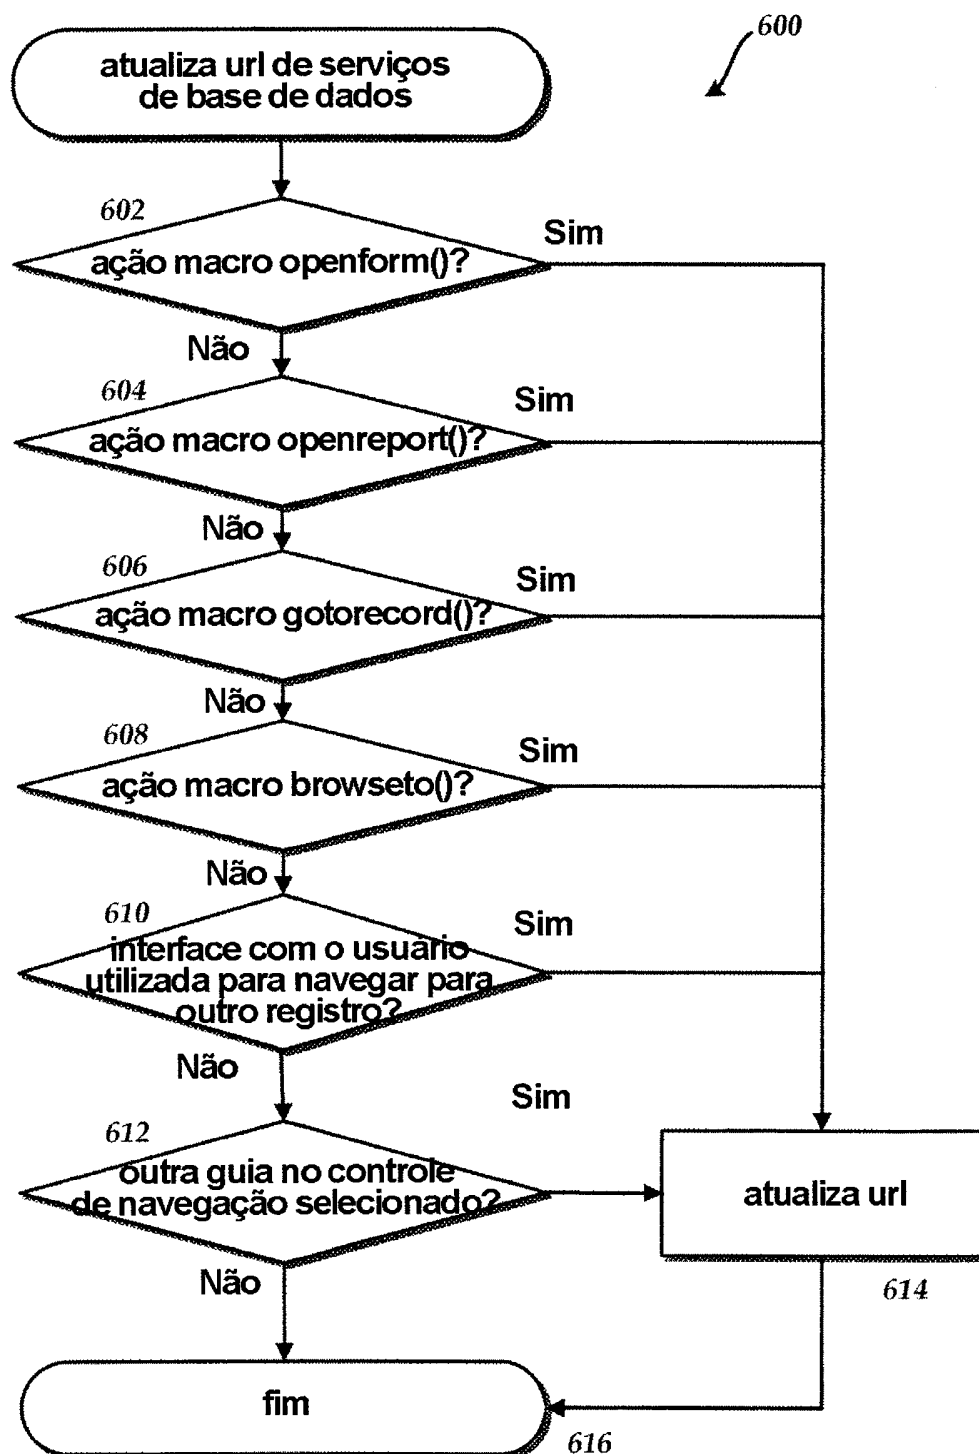 600
atualiza url de serviços
de base de dados
602
Sim
ação macro openform()?
Não
604
Sim
ação macro openreport()?
Não
606
Sim
ação macro gotorecord()?
Não
608
Sim
ação macro browseto()?
Não
610
Sim
interface com o usuário
utilizada para navegar para
outro registro?
Não
Sim
612
outra guia no controle
de navegação selecionado?
atualiza url
Não
614
fim
616